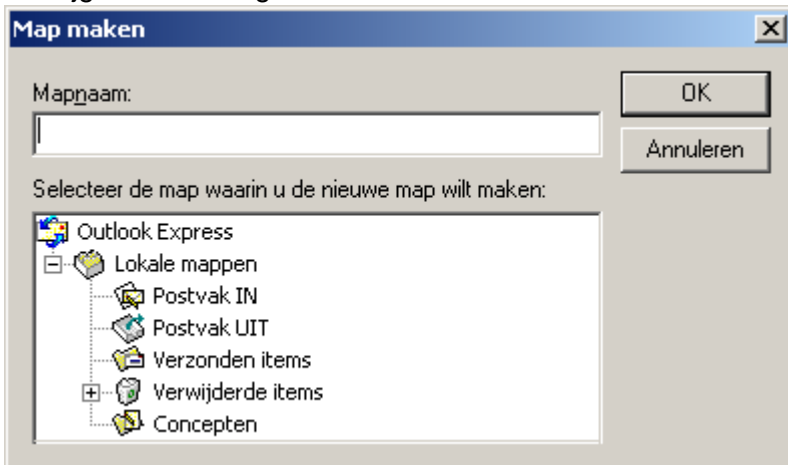 Map maken
Mapnaam:
OK
Annuleren
Selecteer de map waarin u de nieuwe map wilt maken:
Outlook Express
Lokale mappen
Postvak IN
Postvak UIT
Verzonden items
Verwijderde items
Concepten